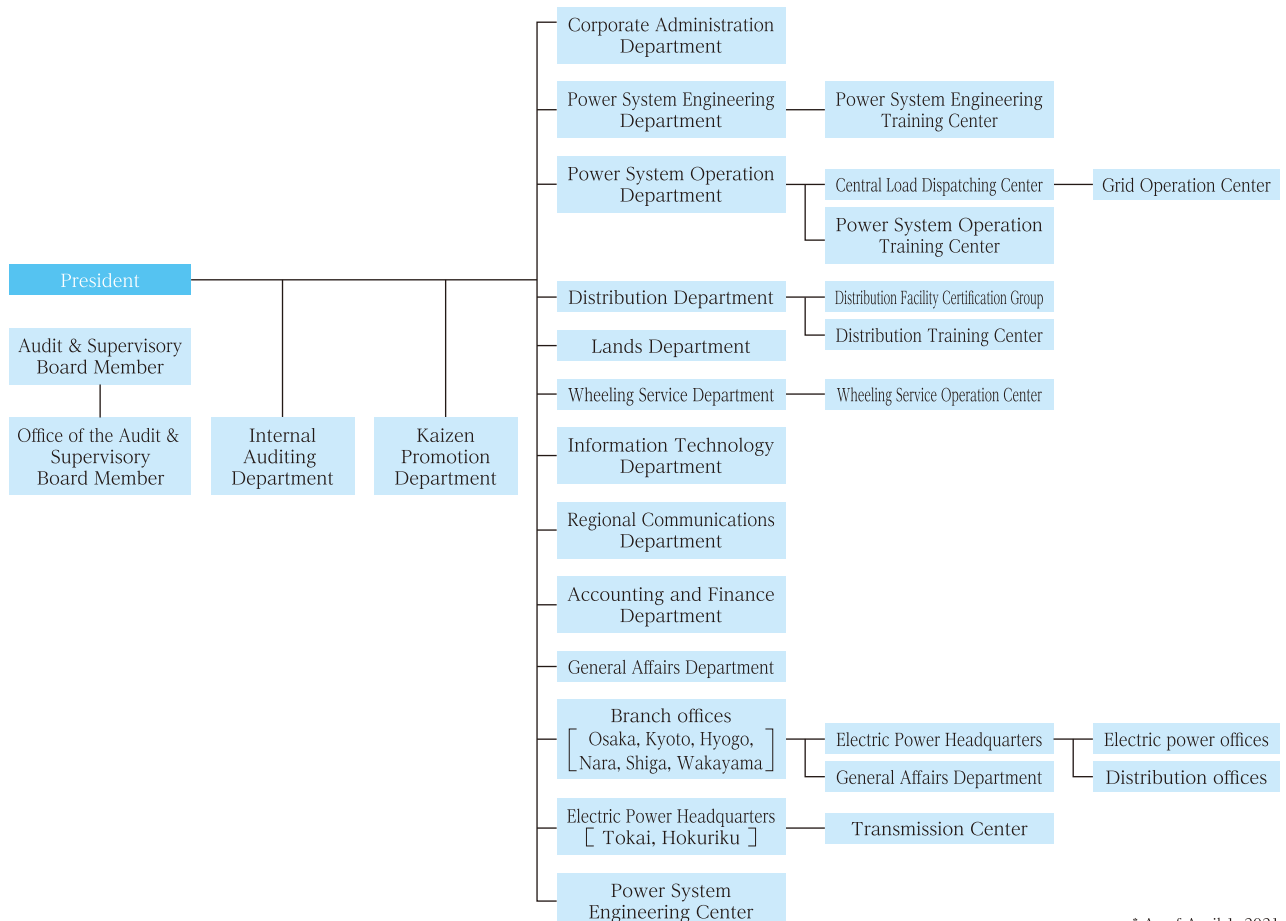 Corporate Administration
Department
Power System Engineering
Department
Power System Engineering
Training Center
Power System Operation
Department
Central Load Dispatching Center
Grid Operation Center
Power System Operation
Training Center
President
Distribution Department
Distribution Facility Certification Group
Distribution Training Center
Audit & Supervisory
Board Member
Lands Department
Wheeling Service Department
Wheeling Service Operation Center
Office of the Audit &
Supervisory
Board Member
Internal
Auditing
Department
Kaizen
Promotion
Department
Information Technology
Department
Regional Communications
Department
Accounting and Finance
Department
General Affairs Department
Branch offices
[Osaka, Kyoto, Hyogo,
Nara, Shiga, Wakayama]
Electric Power Headquarters
Electric power offices
General Affairs Department
Distribution offices
Electric Power Headquarters
[ Tokai, Hokuriku ]
Transmission Center
Power System
Engineering Center